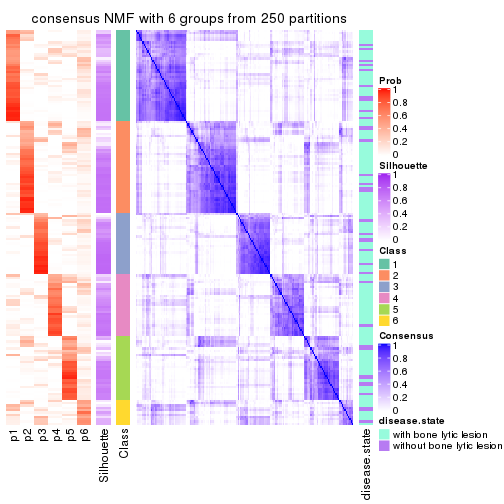 consensus NMF with 6 groups from 250 partitions
Prob
1
0.8
0.6
0.4
0.2
0
Silhouette
1
0.8
0.6
0.4
0.2
0
Class
1
2
3
4
5
6
Consensus
1
0.8
0.6
0.4
0.2
0
disease.state
with bone lytic lesion
without bone lytic lesion
p1
p2
p3
p4
p5
p6
Silhouette
Class
disease.state